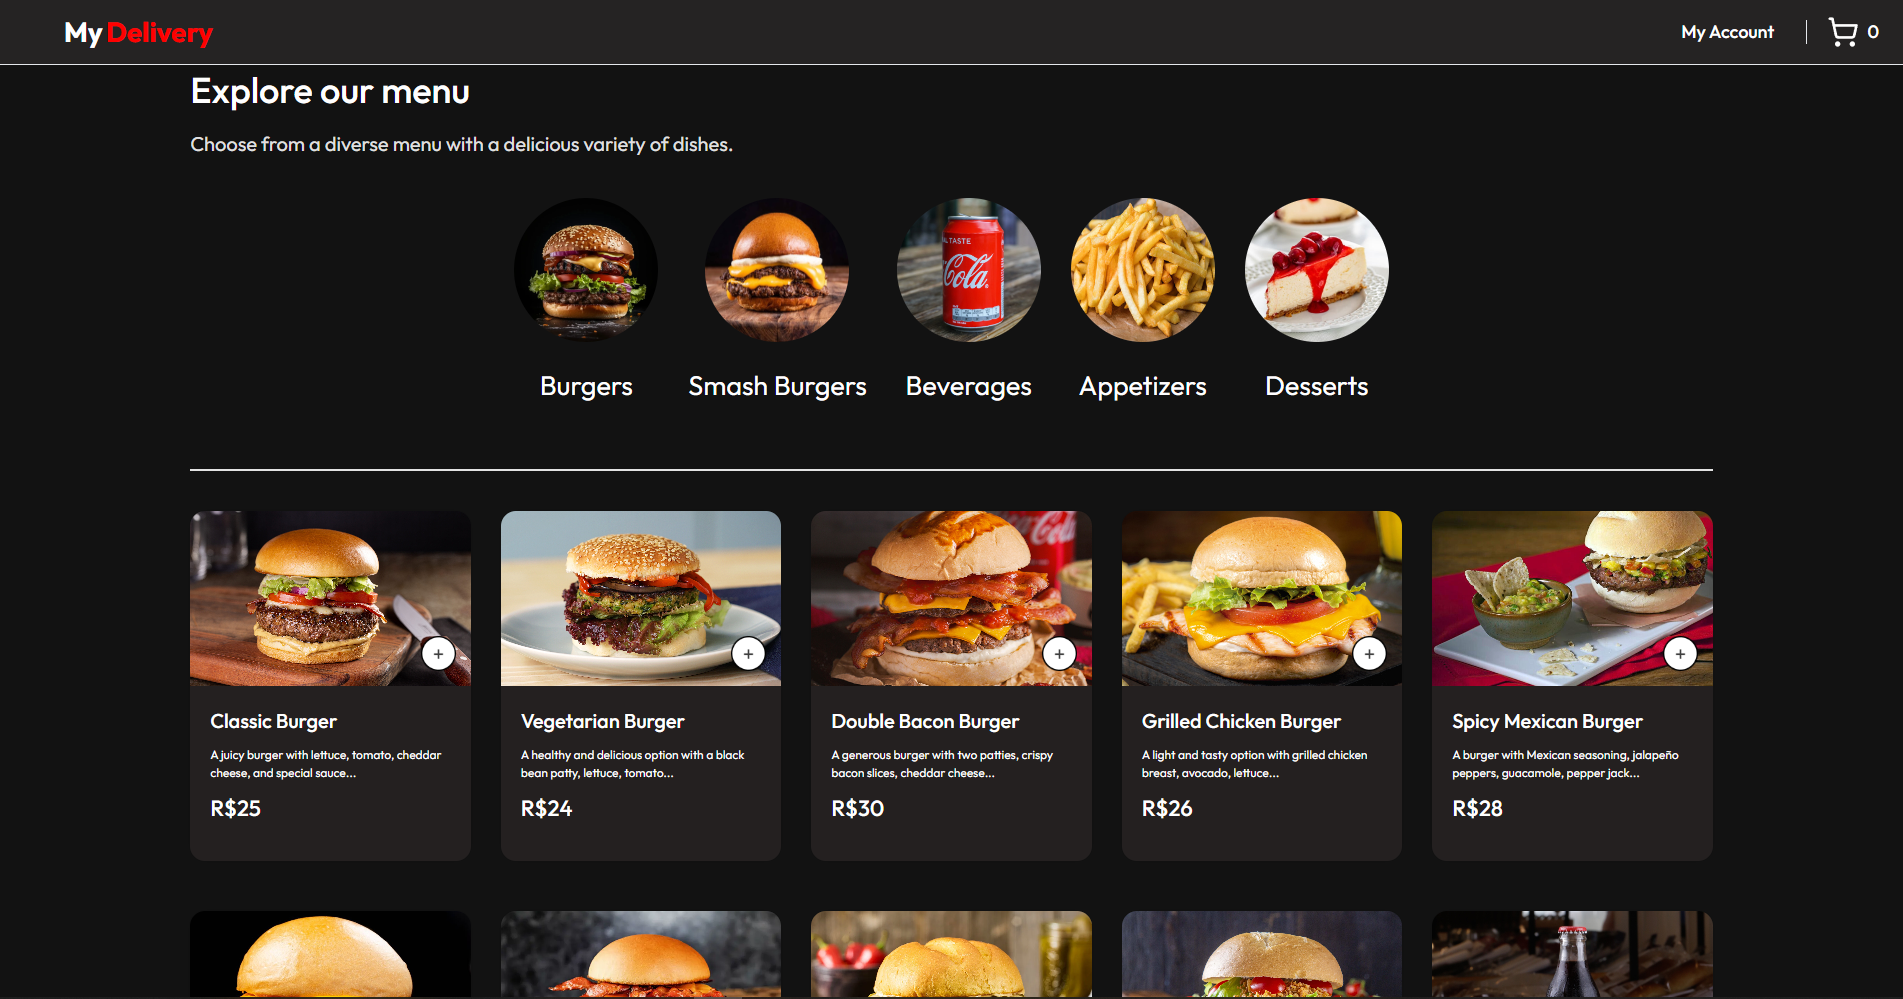 My Delivery
My Account
0
Explore our menu
Choose from a diverse menu with a delicious variety of dishes.
TASTE
Cola
Burgers
Smash Burgers
Beverages
Appetizers
Desserts
Classic Burger
A juicy burger with lettuce, tomato, cheddar
cheese, and special sauce...
R$25
Vegetarian Burger
A healthy and delicious option with a black
bean patty, lettuce, tomato...
R$24
Double Bacon Burger
A generous burger with two patties, crispy
bacon slices, cheddar cheese...
R$30
Grilled Chicken Burger
A light and tasty option with grilled chicken
breast, avocado, lettuce...
R$26
Spicy Mexican Burger
A burger with Mexican seasoning, jalapeño
peppers, guacamole, pepper jack...
R$28